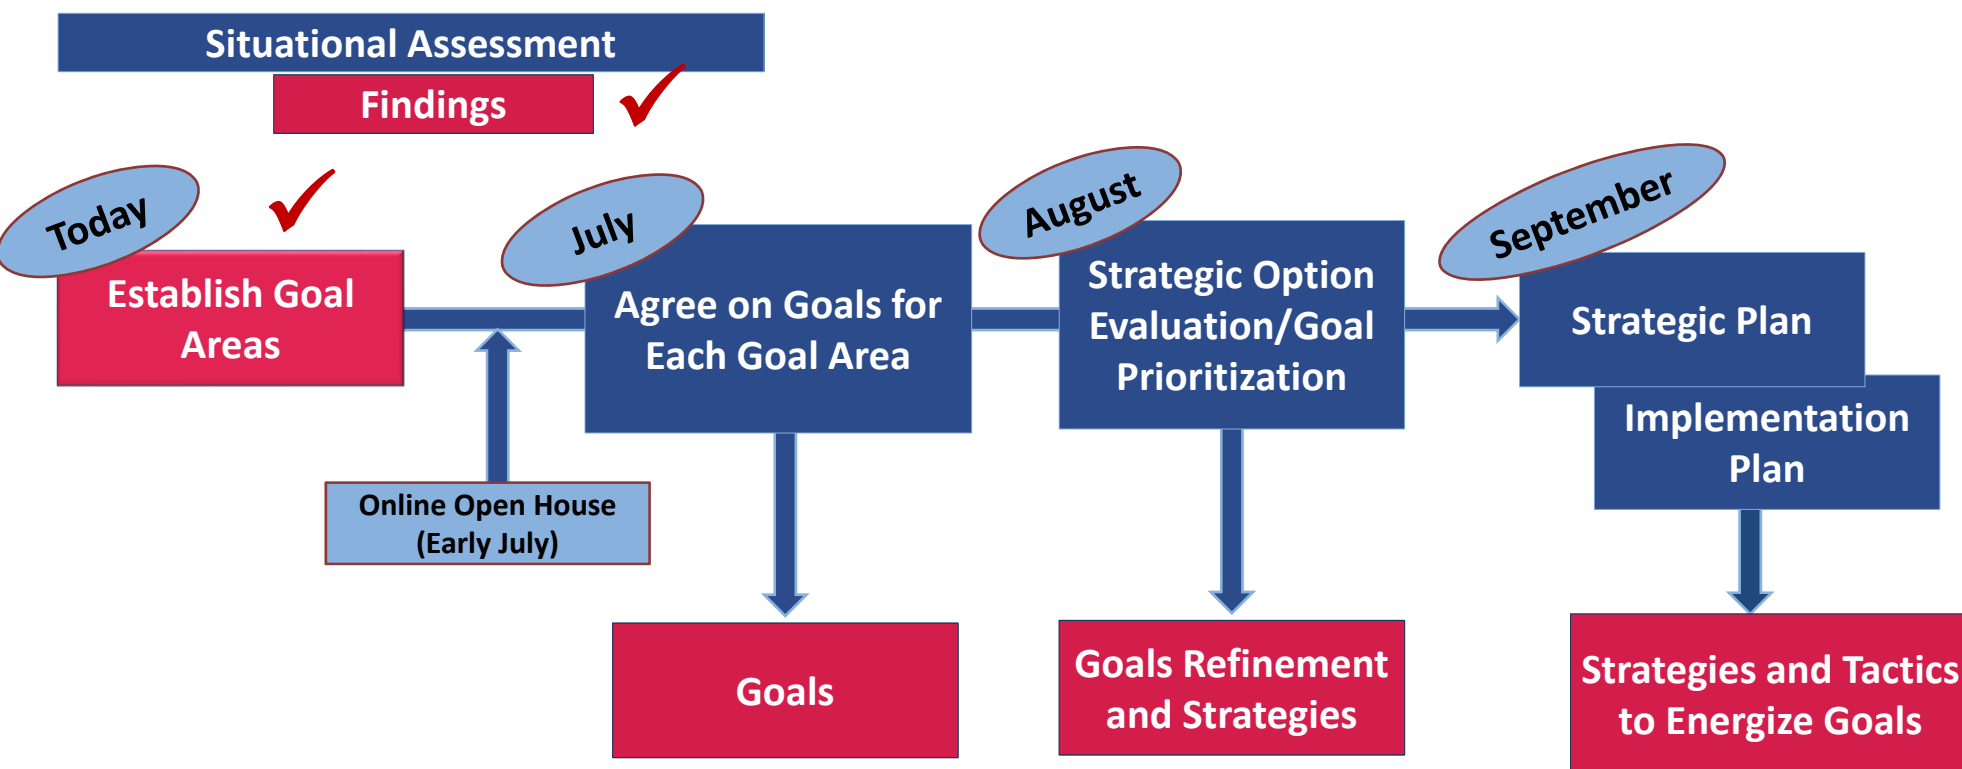 Situational Assessment
Findings
Today
Establish Goal
Areas
July
Agree on Goals for
Each Goal Area
August
Strategic Option
Evaluation/Goal
Prioritization
September
Strategic Plan
Implementation
Plan
Online Open House
(Early July)
Goals
Goals Refinement
and Strategies
Strategies and Tactics
to Energize Goals